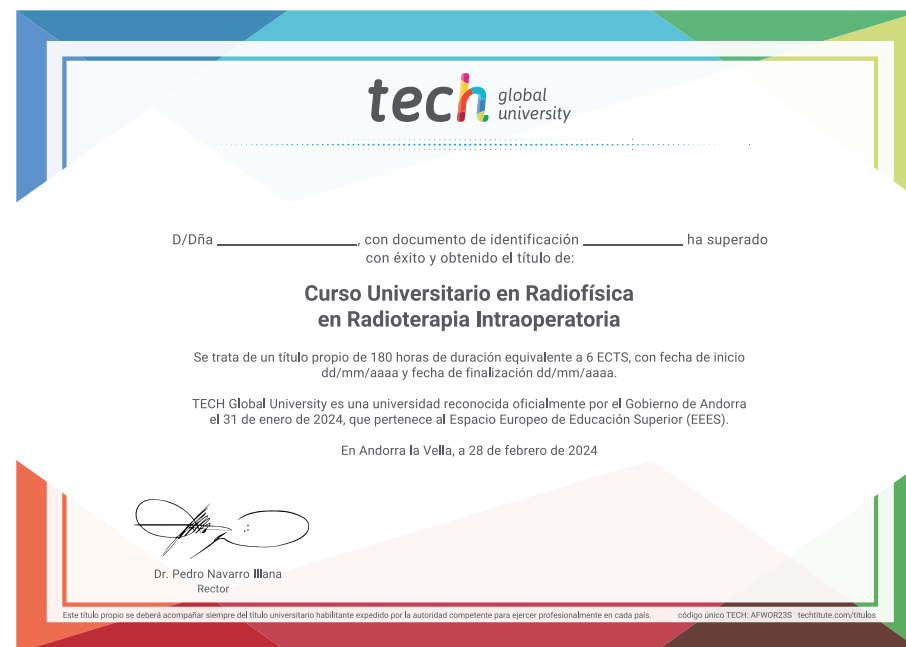 tech global university
D/Dña ______________, con documento de identificación __________ ha superado
con éxito y obtenido el título de:
Curso Universitario en Radiofísica
en Radioterapia Intraoperatoria
Se trata de un título propio de 180 horas de duración equivalente a 6 ECTS, con fecha de inicio
dd/mm/aaaa y fecha de finalización dd/mm/aaaa.
TECH Global University es una universidad reconocida oficialmente por el Gobierno de Andorra
el 31 de enero de 2024, que pertenece al Espacio Europeo de Educación Superior (EEES).
En Andorra la Vella, a 28 de febrero de 2024
Dr. Pedro Navarro Illana
Rector
Este título propio se deberá acompañar siempre del título universitario habilitante expedido por la autoridad competente para ejercer profesionalmente en cada país. código único TECH: AFWOR23S techtitute.com/titulos